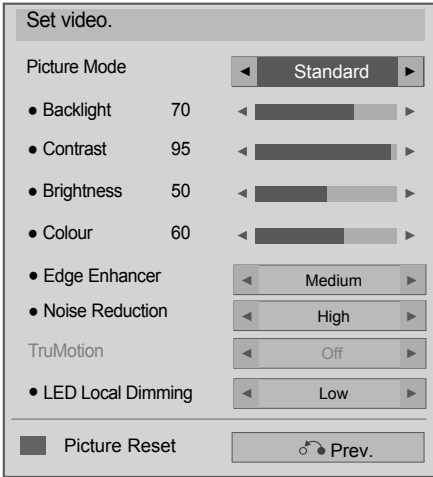 Set video.
Picture Mode ◄ Standard ►
● Backlight 70 ◄ ►
● Contrast 95 ◄ ►
● Brightness 50 ◄ ►
● Colour 60 ◄ ►
● Edge Enhancer ◄ Medium ►
● Noise Reduction ◄ High ►
TruMotion ◄ Off ►
● LED Local Dimming ◄ Low ►
Picture Reset Prev.